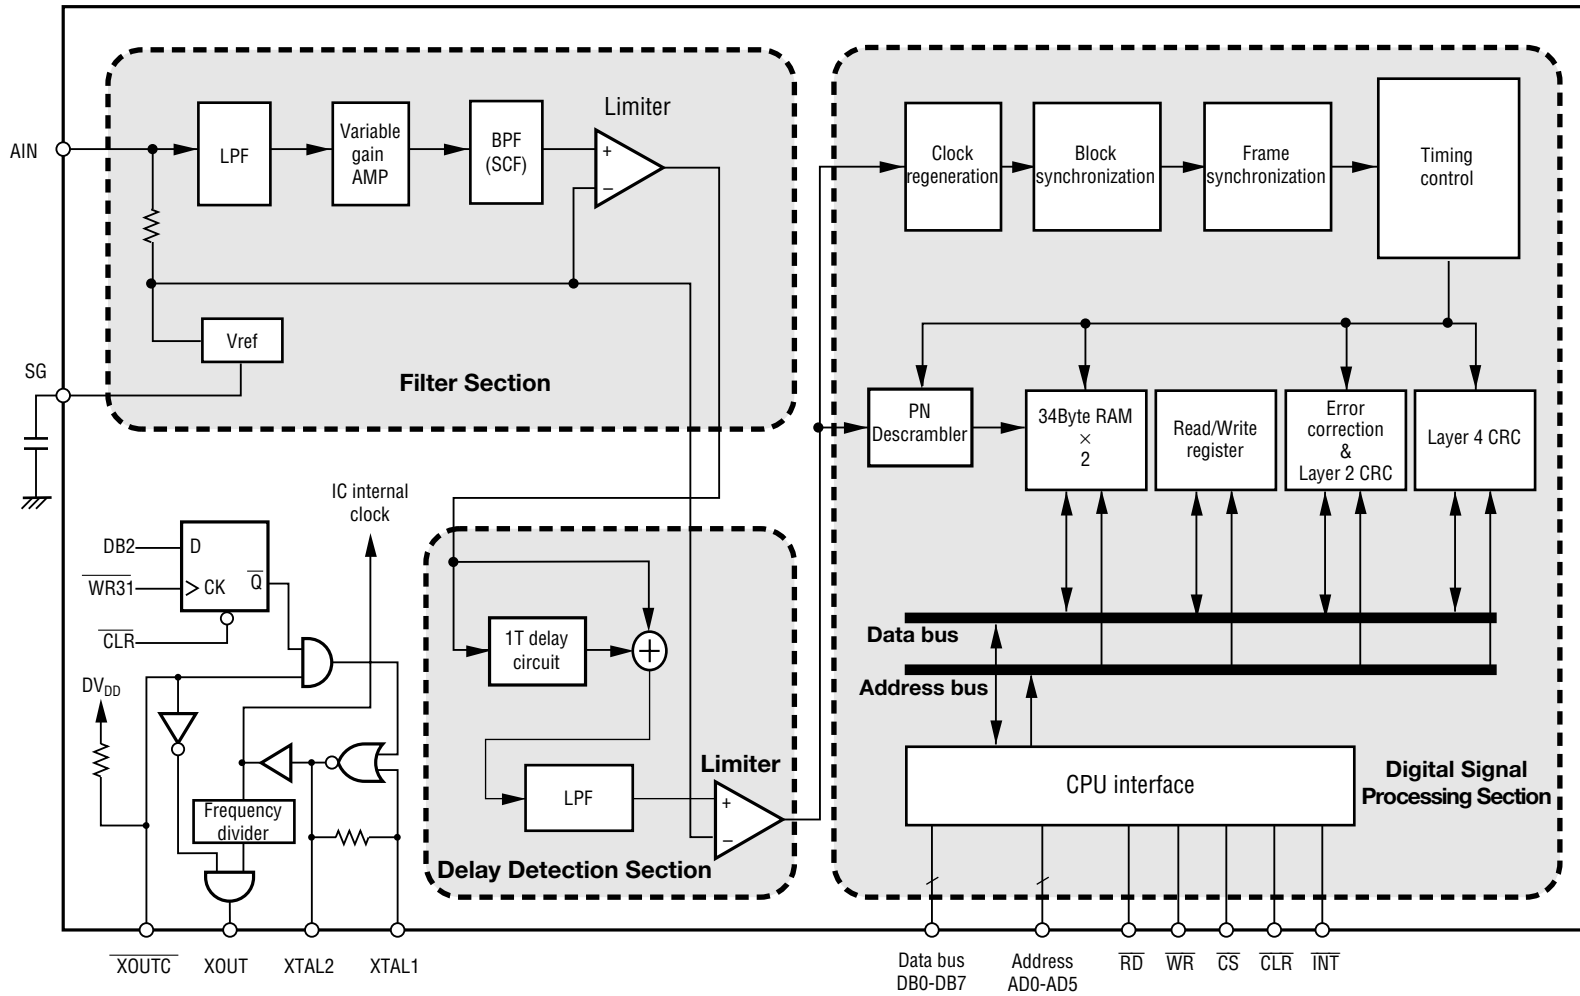 AIN
LPF
Variable
gain
AMP
BPF
(SCF)
Limiter
+
−
Vref
SG
Filter Section
Clock
regeneration
Block
synchronization
Frame
synchronization
Timing
control
PN
Descrambler
34Byte RAM
×
2
Read/Write
register
Error
correction
&
Layer 2 CRC
Layer 4 CRC
Data bus
Address bus
CPU interface
Digital Signal
Processing Section
IC internal
clock
DB2
D
WR31
CK
Q
CLR
DVDD
Frequency
divider
1T delay
circuit
+
LPF
Limiter
+
−
Delay Detection Section
XOUTC
XOUT
XTAL2
XTAL1
Data bus
DB0-DB7
Address
AD0-AD5
RD
WR
CS
CLR
INT